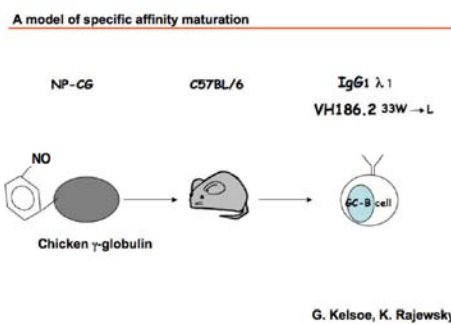 A model of specific affinity maturation
NP-CG
C57BL/6
IgG1 λ1
VH186.2 33W → L
NO
GC-B cell
Chicken γ-globulin
G. Kelsoe, K. Rajewsky